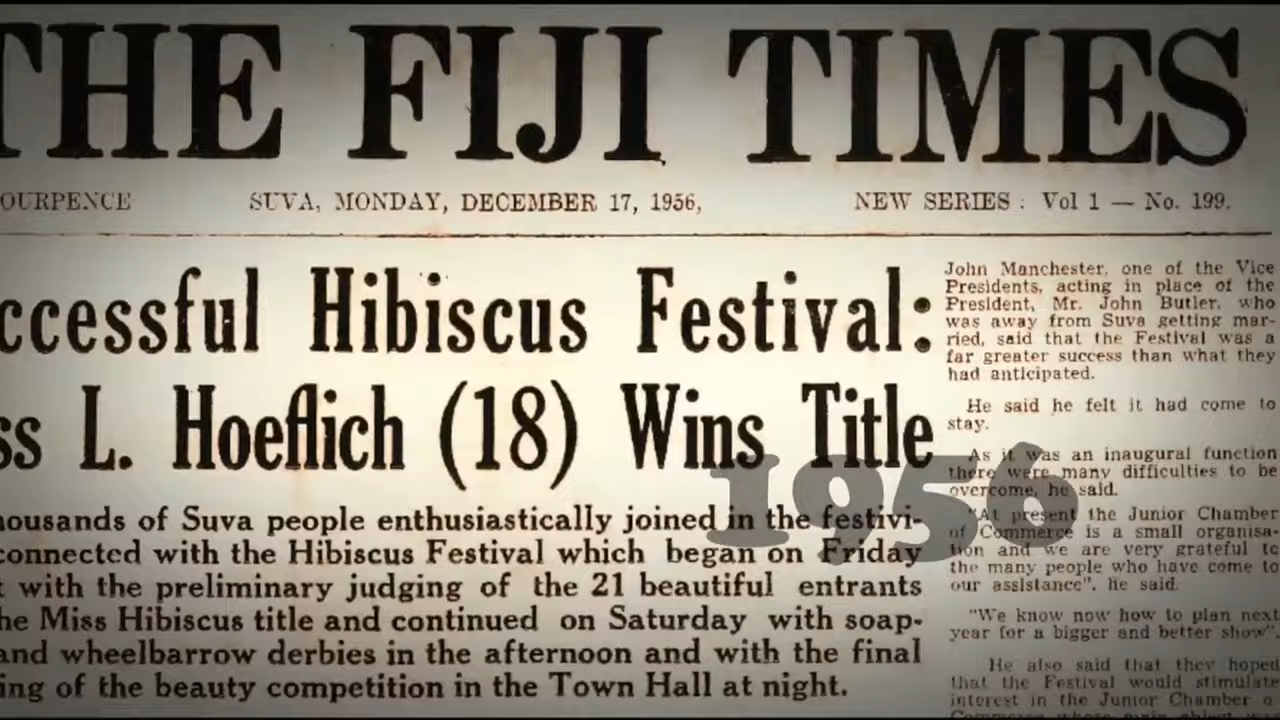 THE FIJI TIMES
OURPENCE SUVA, MONDAY, DECEMBER 17, 1956, NEW SERIES : Vol 1 — No. 199.
ccessful Hibiscus Festival:
ss L. Hoeflich (18) Wins Title
housands of Suva people enthusiastically joined in the festivi-
connected with the Hibiscus Festival which began on Friday
t with the preliminary judging of the 21 beautiful entrants
he Miss Hibiscus title and continued on Saturday with soap-
and wheelbarrow derbies in the afternoon and with the final
ing of the beauty competition in the Town Hall at night.
John Manchester, one of the Vice
Presidents, acting in place of the
President, Mr. John Butler, who
was away from Suva getting mar-
ried, said that the Festival was a
far greater success than what they
had anticipated.
He said he felt it had come to
stay.
As it was an inaugural function
there were many difficulties to be
overcome, he said.
"At present the Junior Chamber
of Commerce is a small organisa-
tion and we are very grateful to
the many people who have come to
our assistance", he said.
"We know now how to plan next
year for a bigger and better show".
He also said that they hoped
that the Festival would stimulate
interest in the Junior Chamber o
1956